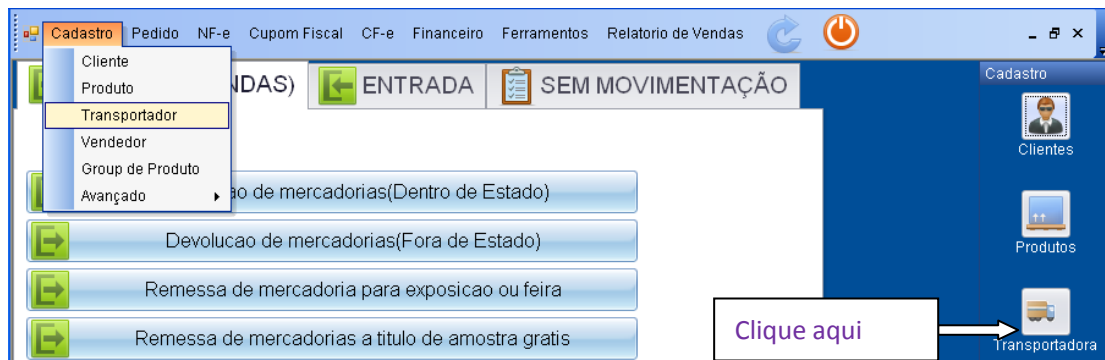 Cadastro Pedido NF-e Cupom Fiscal CF-e Financeiro Ferramentos Relatorio de Vendas
Cliente
Produto
Transportador
Vendedor
Group de Produto
Avançado
NDAS) ENTRADA SEM MOVIMENTAÇÃO
ao de mercadorias(Dentro de Estado)
Devolucao de mercadorias(Fora de Estado)
Remessa de mercadoria para exposicao ou feira
Remessa de mercadorias a titulo de amostra gratis
Cadastro
Clientes
Produtos
Clique aqui
Transportadora